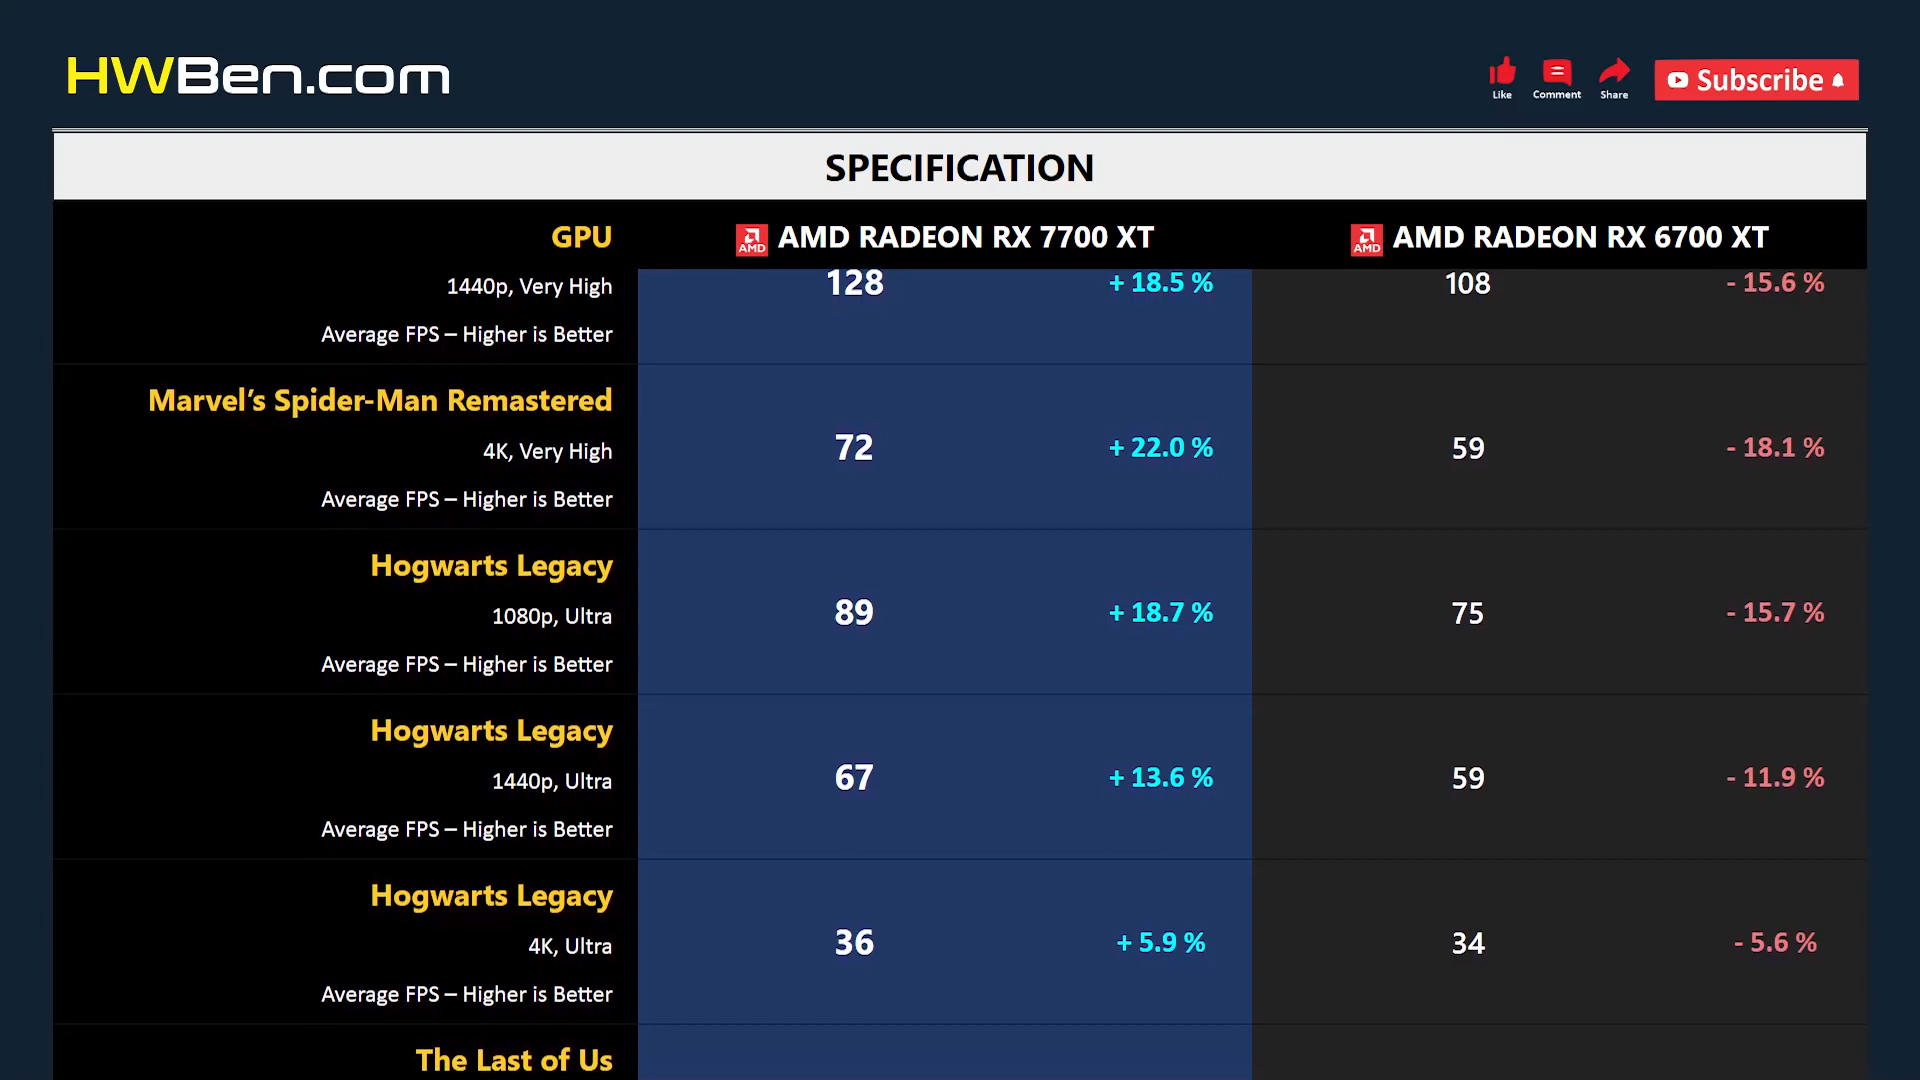 HWBen.com
Like
Comment
Share
Subscribe
SPECIFICATION
GPU
AMD
AMD RADEON RX 7700 XT
AMD
AMD RADEON RX 6700 XT
1440p, Very High
128
+ 18.5 %
108
- 15.6 %
Average FPS – Higher is Better
Marvel’s Spider-Man Remastered
4K, Very High
72
+ 22.0 %
59
- 18.1 %
Average FPS – Higher is Better
Hogwarts Legacy
1080p, Ultra
89
+ 18.7 %
75
- 15.7 %
Average FPS – Higher is Better
Hogwarts Legacy
1440p, Ultra
67
+ 13.6 %
59
- 11.9 %
Average FPS – Higher is Better
Hogwarts Legacy
4K, Ultra
36
+ 5.9 %
34
- 5.6 %
Average FPS – Higher is Better
The Last of Us